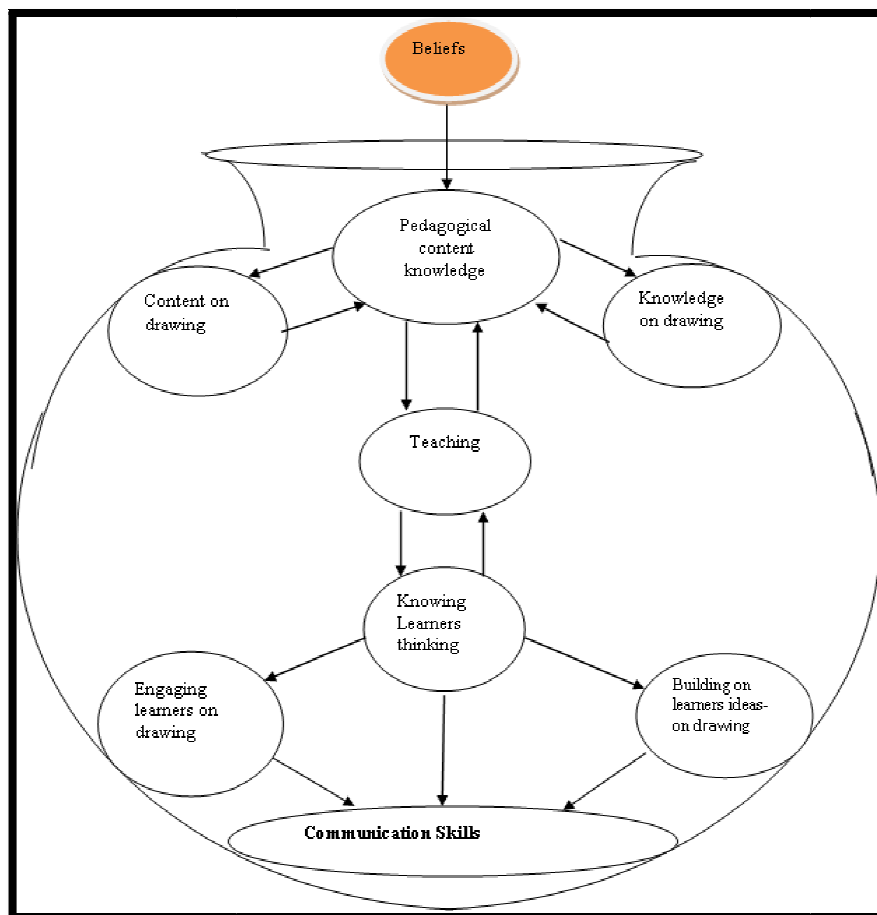 Beliefs
Pedagogical
content
knowledge
Content on
drawing
Knowledge
on drawing
Teaching
Knowing
Learners
thinking
Engaging
learners on
drawing
Building on
learners ideas-
on drawing
Communication Skills